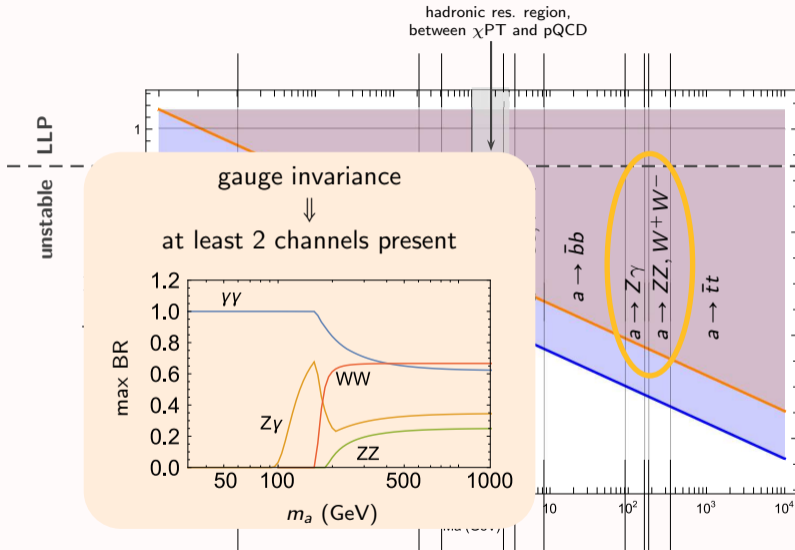 hadronic res. region,
between χPT and pQCD
LLP
unstable
1
gauge invariance
⇓
at least 2 channels present
max BR
1.2
1.0
0.8
0.6
0.4
0.2
0.0
γγ
WW
Zγ
ZZ
50 100 500 1000
m_a (GeV)
a → b̄b
a → Zγ
a → ZZ, W⁺W⁻
a → t̄t
10 10² 10³ 10⁴